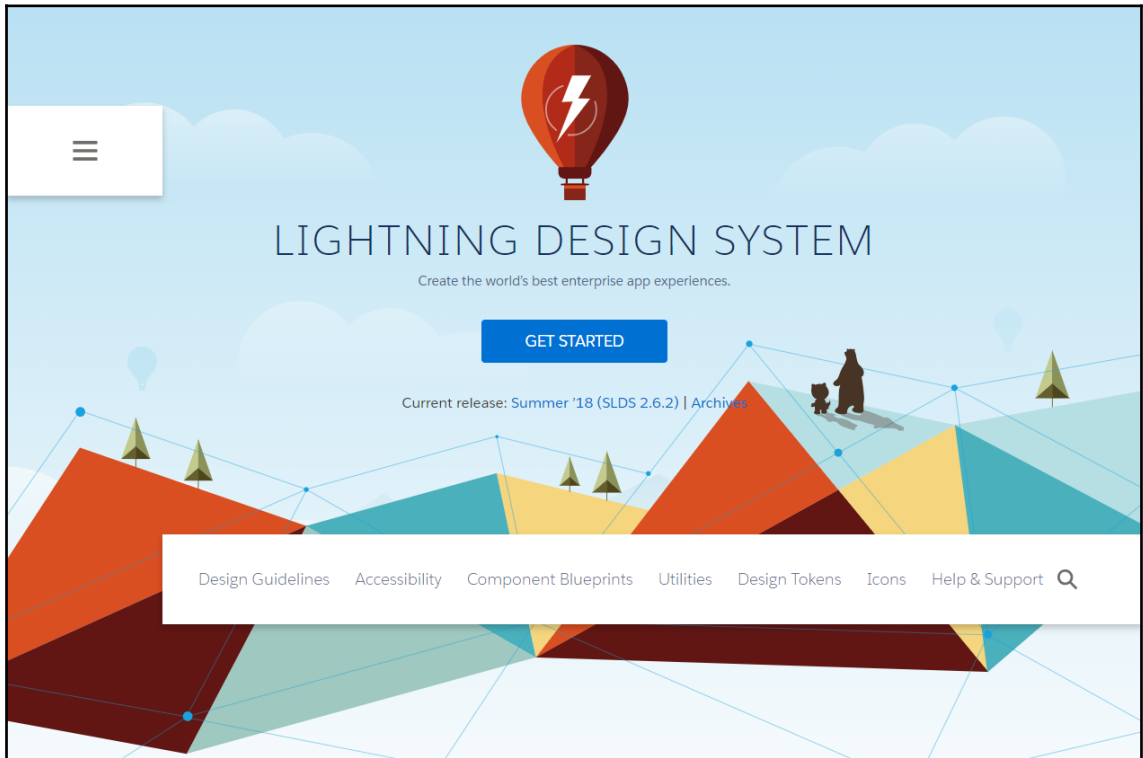 LIGHTNING DESIGN SYSTEM
Create the world's best enterprise app experiences.
GET STARTED
Current release: Summer '18 (SLDS 2.6.2) | Archives
Design Guidelines Accessibility Component Blueprints Utilities Design Tokens Icons Help & Support